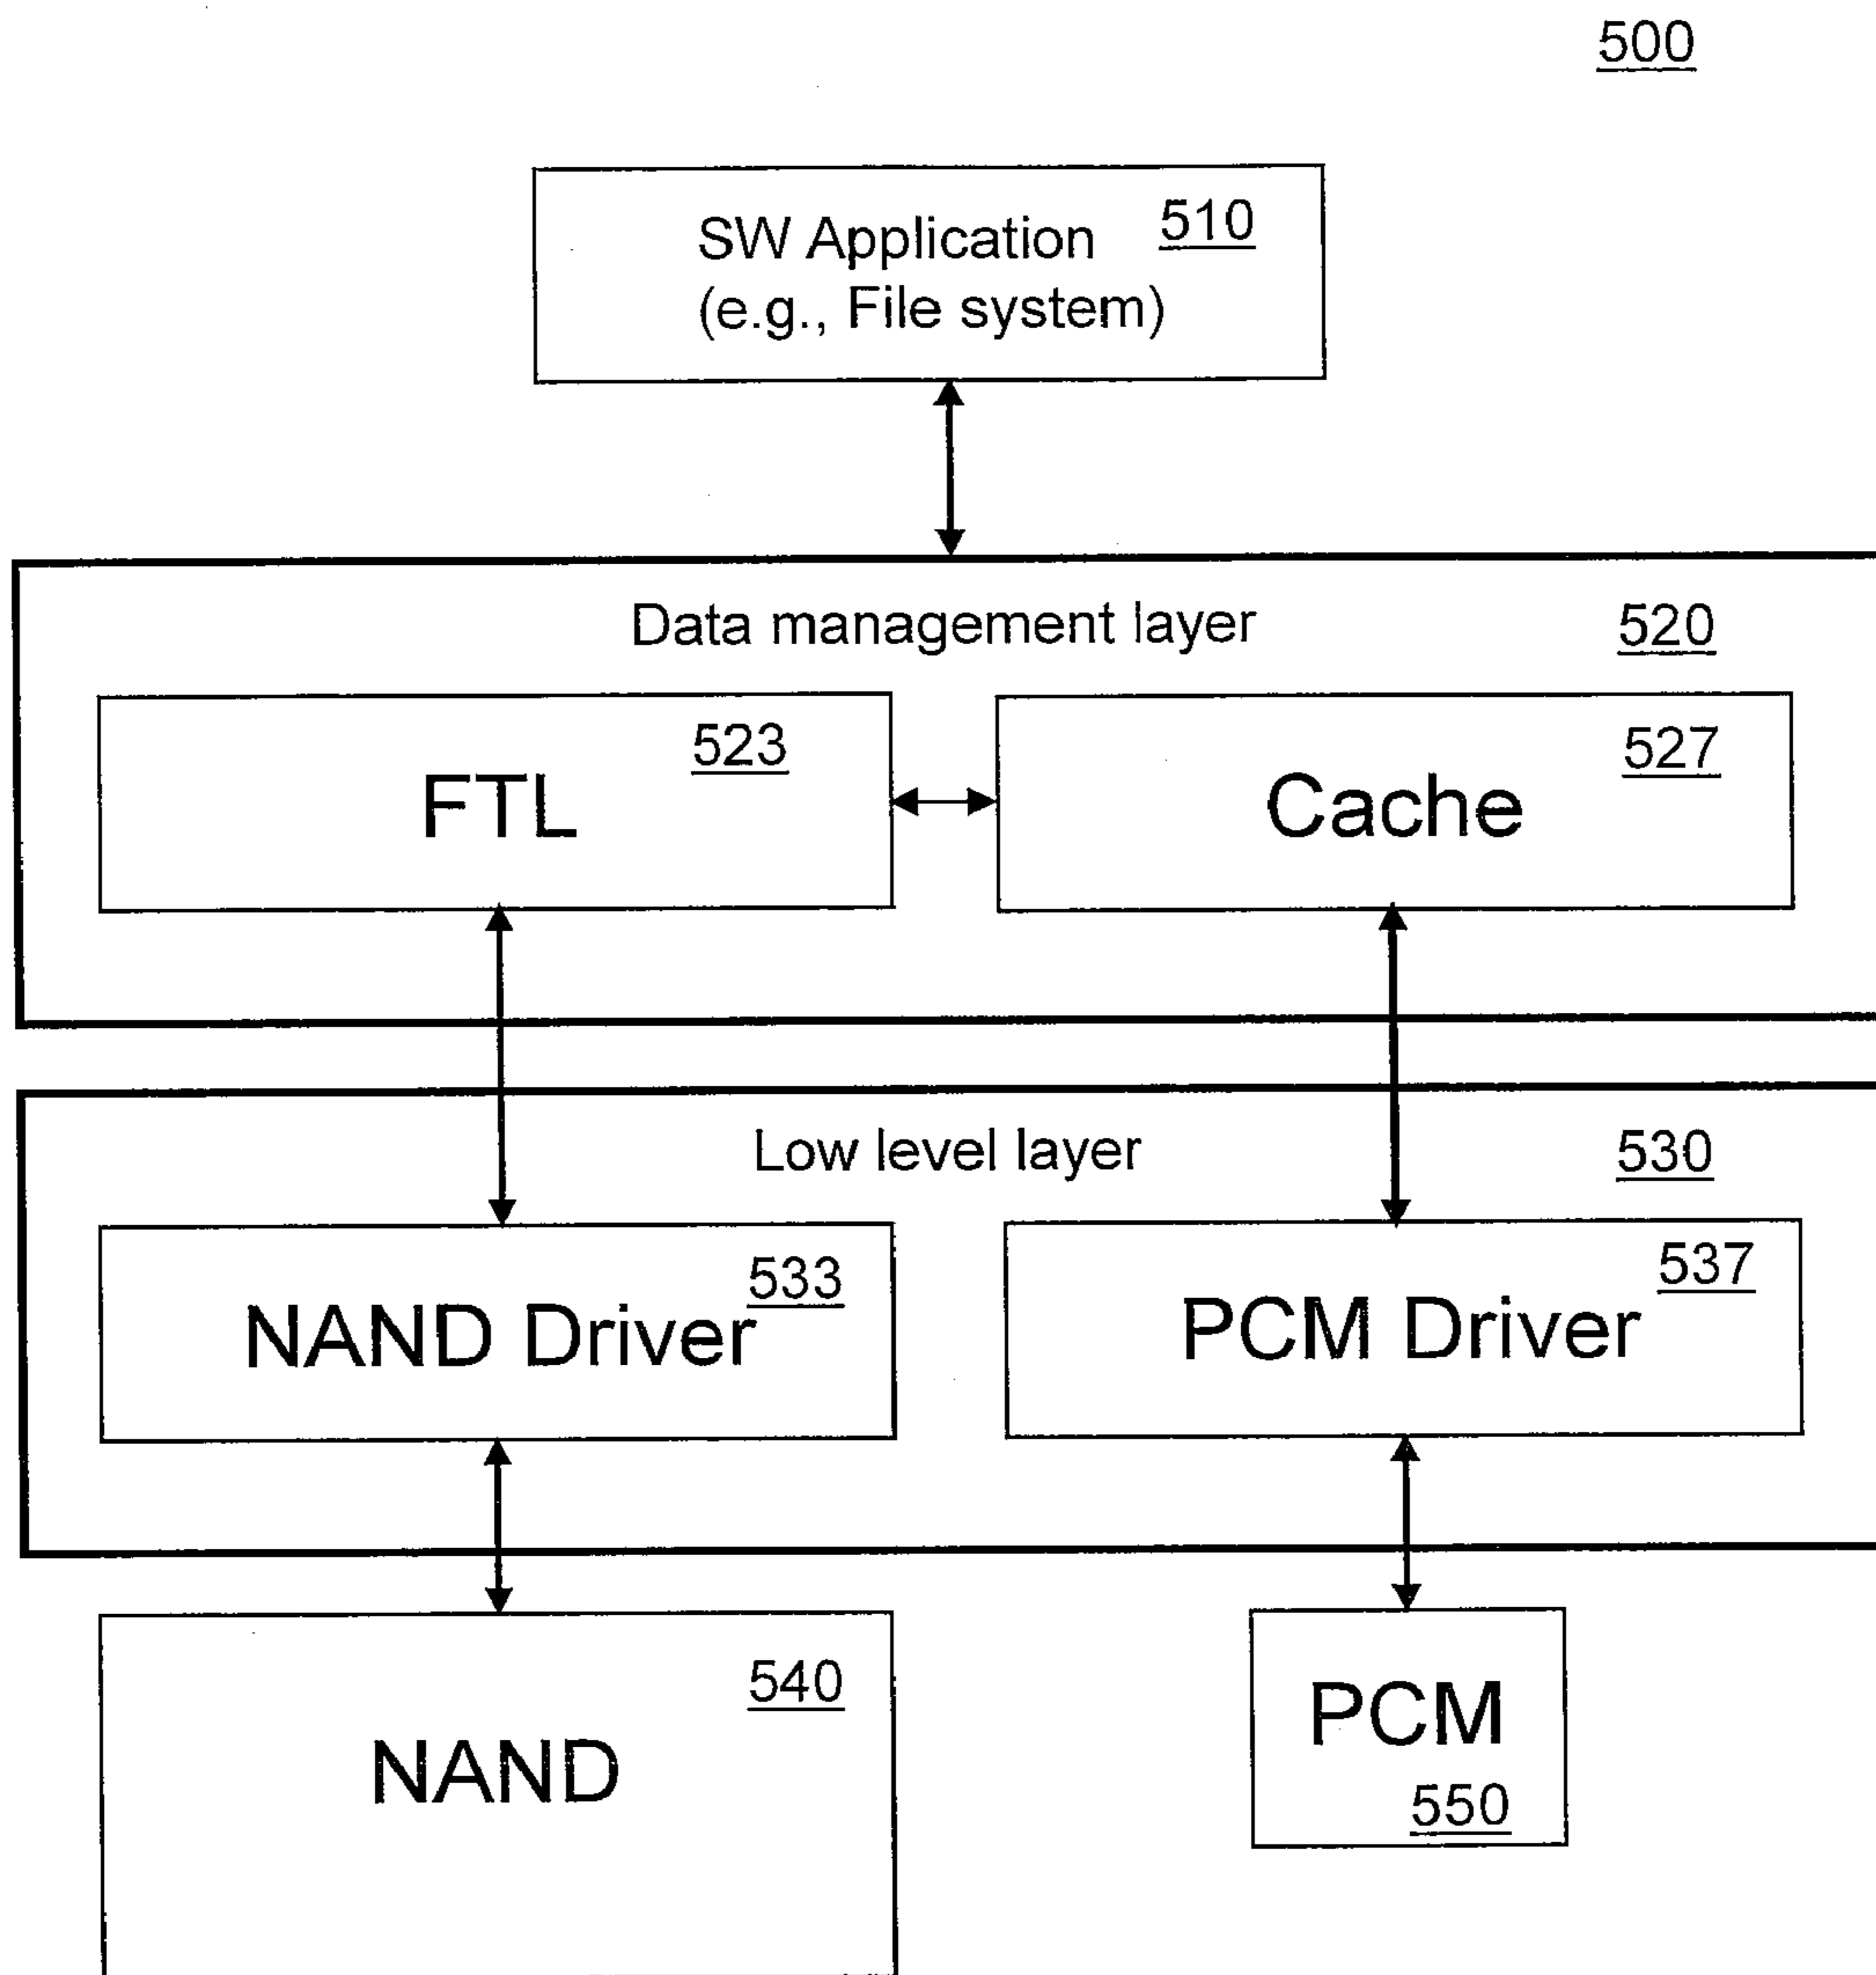 500
SW Application 510
(e.g., File system)
Data management layer 520
523 527
FTL Cache
Low level layer 530
533 537
NAND Driver PCM Driver
540
NAND
PCM
550